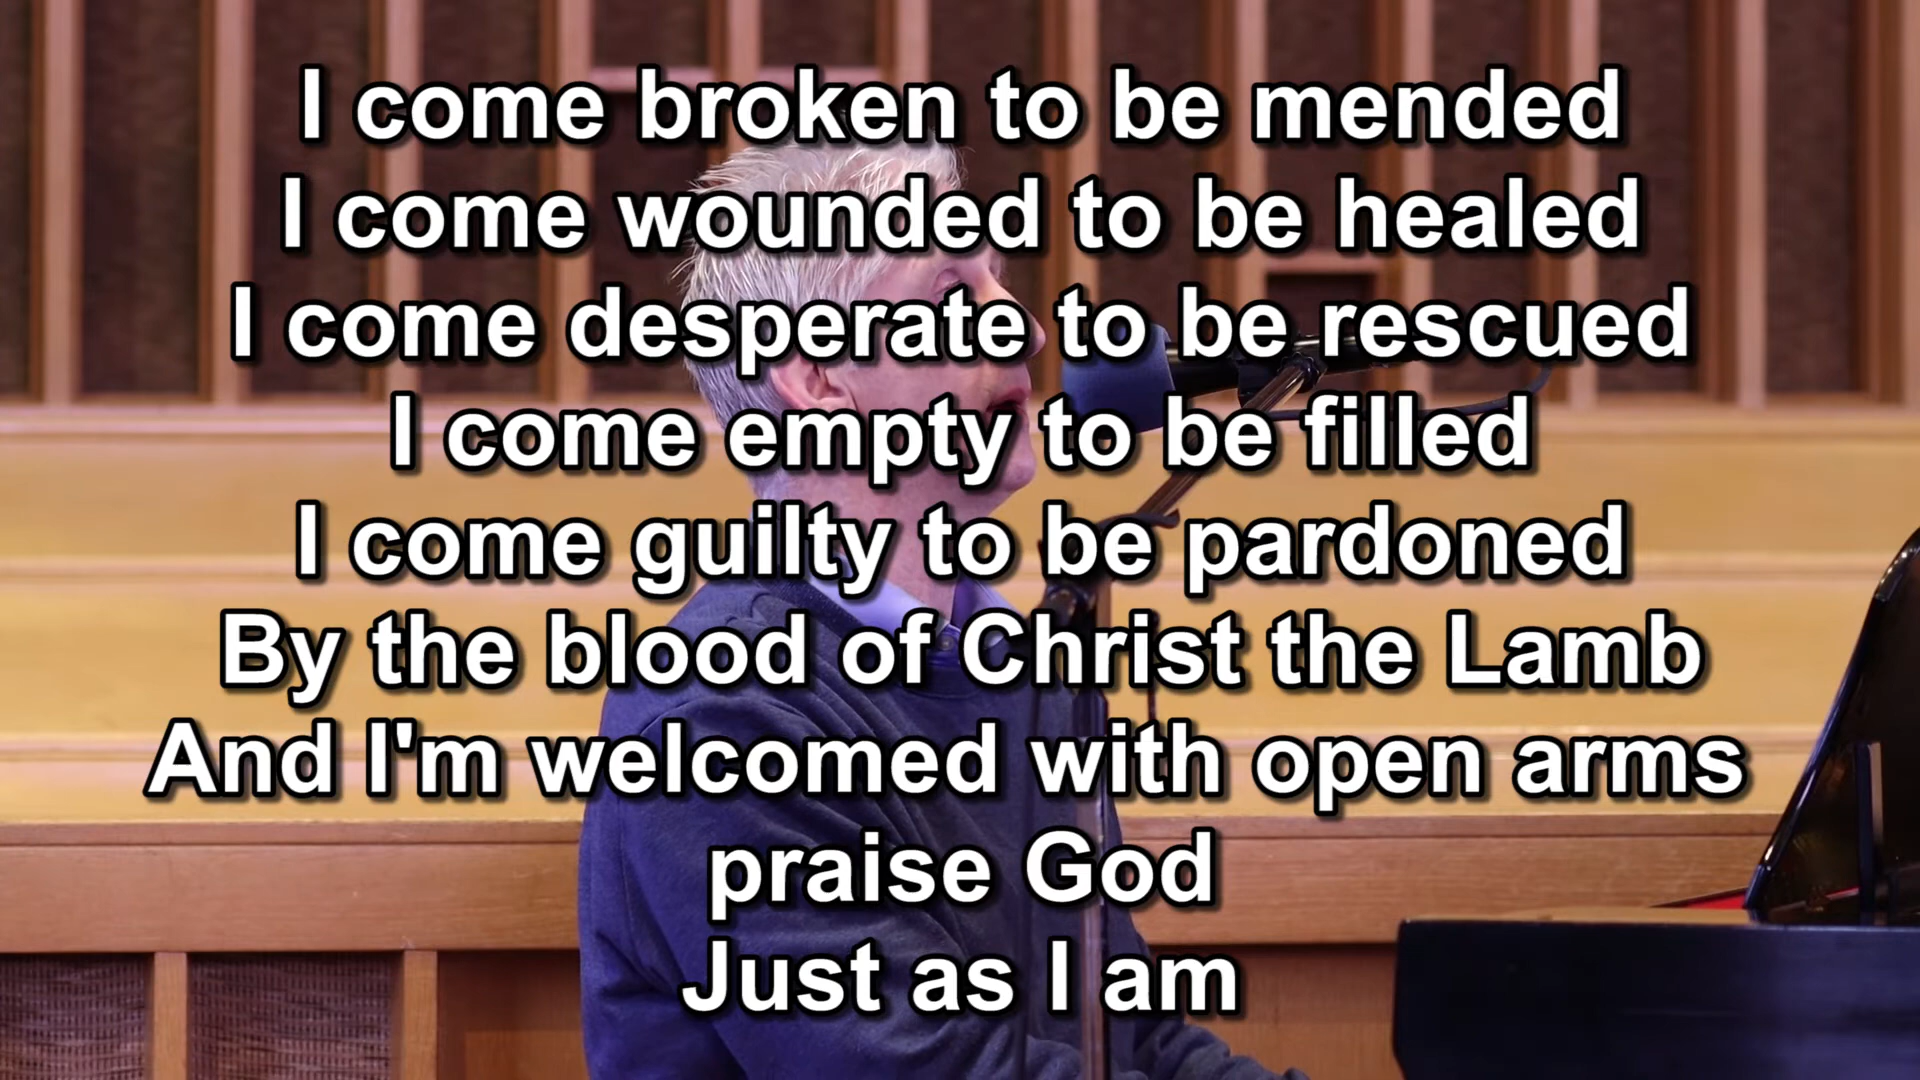 I come broken to be mended
I come wounded to be healed
I come desperate to be rescued
I come empty to be filled
I come guilty to be pardoned
By the blood of Christ the Lamb
And I'm welcomed with open arms
praise God
Just as I am